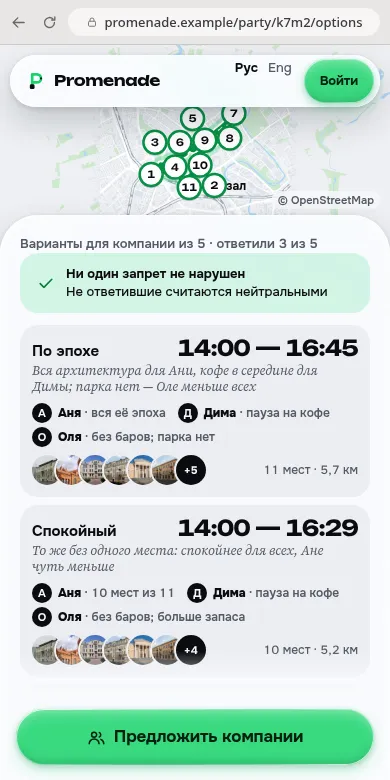 promenade.example/party/k7m2/options
Promenade
Рус Eng
Войти
5
7
3
6
9
8
1
4
10
11
2
зал
© OpenStreetMap
Варианты для компании из 5 · ответили 3 из 5
Ни один запрет не нарушен
Не ответившие считаются нейтральными
По эпохе
14:00 — 16:45
Вся архитектура для Ани, кофе в середине для
Димы; парка нет — Оле меньше всех
А Аня · вся её эпоха Д Дима · пауза на кофе
О Оля · без баров; парка нет
+5
11 мест · 5,7 км
Спокойный
14:00 — 16:29
То же без одного места: спокойнее для всех, Ане
чуть меньше
А Аня · 10 мест из 11 Д Дима · пауза на кофе
О Оля · без баров; больше запаса
+4
10 мест · 5,2 км
Предложить компании